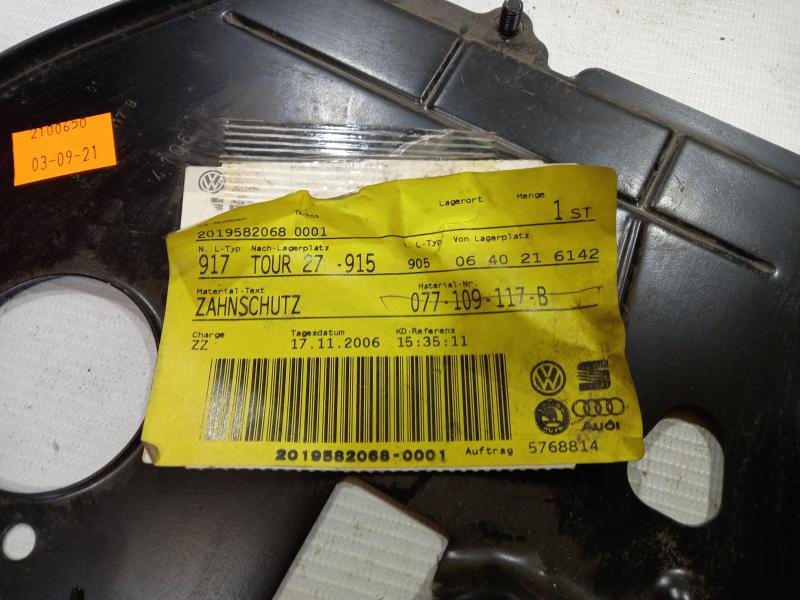 2100650
03-09-21
117 B
Lagerort
Menge
1 ST
2019582068 0001
N. L-Typ Nach-Lagerplatz
L-Typ Von Lagerplatz
917 TOUR 27 -915
905 06 40 21 6142
Material-Text
Material-Nr.
ZAHNSCHUTZ
077-109-117-B
Charge
Tagesdatum
KD-Referenz
ZZ
17.11.2006
15:35:11
Audi
2019582068-0001
Auftrag 5768814